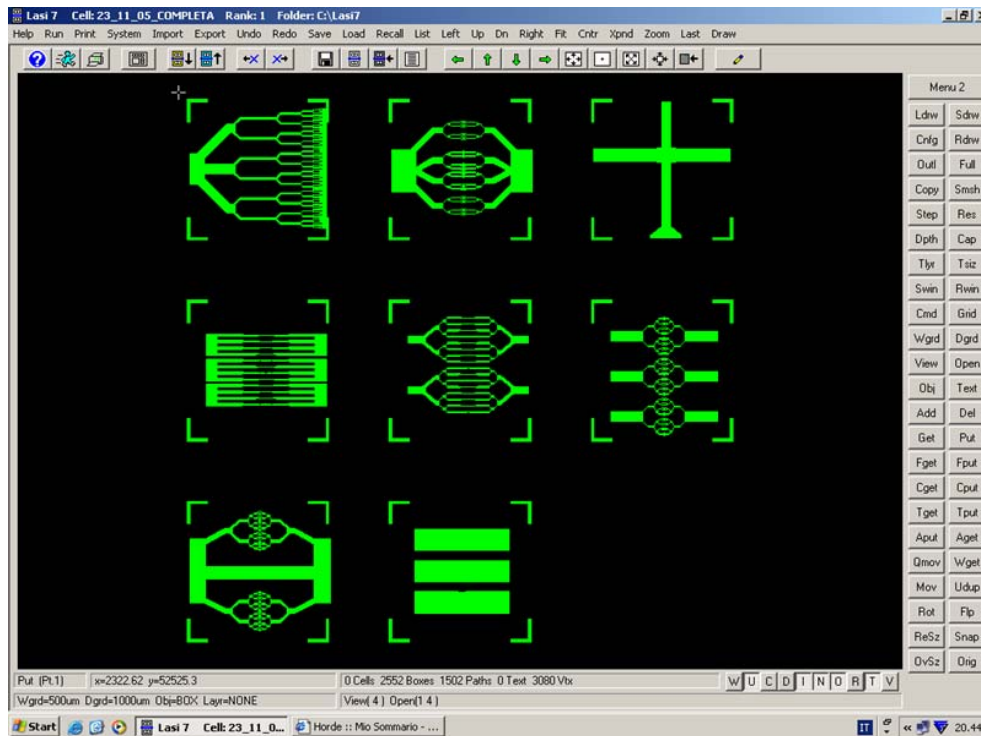 Lasi 7 Cell: 23_11_05_COMPLETA Rank: 1 Folder: C:\Lasi7
Help Run Print System Import Export Undo Redo Save Load Recall List Left Up Dn Right Fit Cntr Xpnd Zoom Last Draw
Menu 2
Ldrw Sdrw
Cnfg Rdrw
Outl Full
Copy Smsh
Step Res
Dpth Cap
Tlyr Tsiz
Swin Rwin
Cmd Grid
Wgrd Dgrd
View Open
Obj Text
Add Del
Get Put
Fget Fput
Cget Cput
Tget Tput
Aput Aget
Qmov Wget
Mov Udup
Rot Flp
ReSz Snap
OvSz Orig
Put (Pt.1) x=2322.62 y=52525.3 0 Cells 2552 Boxes 1502 Paths 0 Text 3080 Vtx W U C D I N O R T V
Wgrd=500um Dgrd=1000um Obj=BOX Layr=NONE View( 4 ) Open(1 4 )
Start Lasi 7 Cell: 23_11_0... Horde :: Mio Sommario - ... IT « 20.44